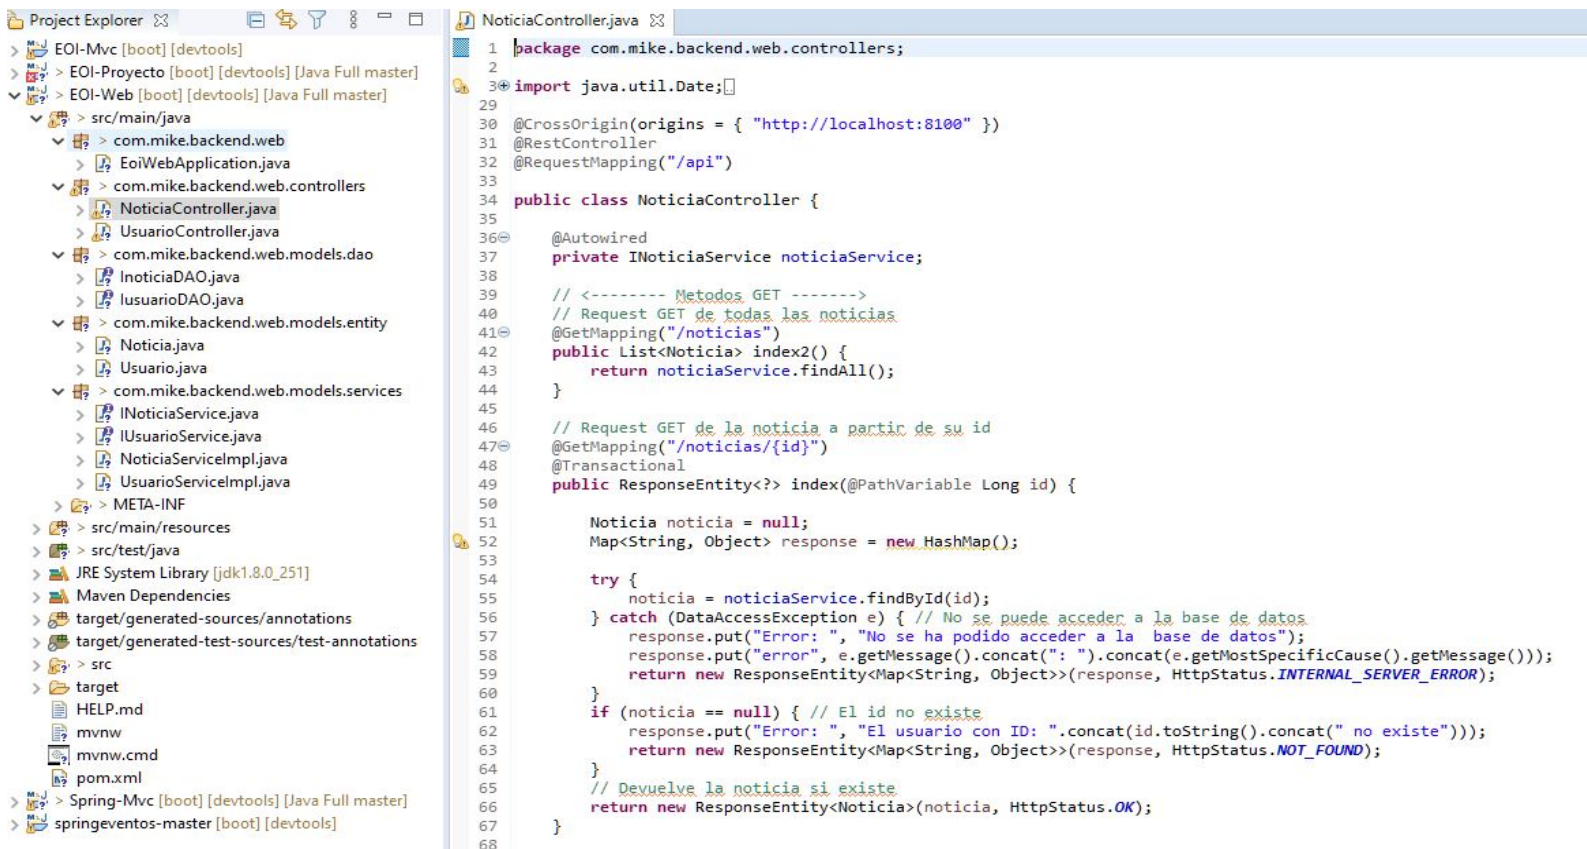 Project Explorer
EOI-Mvc [boot] [devtools]
> EOI-Proyecto [boot] [devtools] [Java Full master]
> EOI-Web [boot] [devtools] [Java Full master]
> src/main/java
> com.mike.backend.web
EoiWebApplication.java
> com.mike.backend.web.controllers
NoticiaController.java
UsuarioController.java
> com.mike.backend.web.models.dao
InoticiaDAO.java
IusuarioDAO.java
> com.mike.backend.web.models.entity
Noticia.java
Usuario.java
> com.mike.backend.web.models.services
INoticiaService.java
IUsuarioService.java
NoticiaServiceImpl.java
UsuarioServiceImpl.java
> META-INF
> src/main/resources
> src/test/java
JRE System Library [jdk1.8.0_251]
Maven Dependencies
target/generated-sources/annotations
target/generated-test-sources/test-annotations
> src
target
HELP.md
mvnw
mvnw.cmd
pom.xml
> Spring-Mvc [boot] [devtools] [Java Full master]
springeventos-master [boot] [devtools]
NoticiaController.java
1 package com.mike.backend.web.controllers;
2
3 import java.util.Date;
29
30 @CrossOrigin(origins = { "http://localhost:8100" })
31 @RestController
32 @RequestMapping("/api")
33
34 public class NoticiaController {
35
36 @Autowired
37 private INoticiaService noticiaService;
38
39 // <-------- Metodos GET ------->
40 // Request GET de todas las noticias
41 @GetMapping("/noticias")
42 public List<Noticia> index2() {
43 return noticiaService.findAll();
44 }
45
46 // Request GET de la noticia a partir de su id
47 @GetMapping("/noticias/{id}")
48 @Transactional
49 public ResponseEntity<?> index(@PathVariable Long id) {
50
51 Noticia noticia = null;
52 Map<String, Object> response = new HashMap();
53
54 try {
55 noticia = noticiaService.findById(id);
56 } catch (DataAccessException e) { // No se puede acceder a la base de datos
57 response.put("Error: ", "No se ha podido acceder a la  base de datos");
58 response.put("error", e.getMessage().concat(": ").concat(e.getMostSpecificCause().getMessage()));
59 return new ResponseEntity<Map<String, Object>>(response, HttpStatus.INTERNAL_SERVER_ERROR);
60 }
61 if (noticia == null) { // El id no existe
62 response.put("Error: ", "El usuario con ID: ".concat(id.toString().concat(" no existe")));
63 return new ResponseEntity<Map<String, Object>>(response, HttpStatus.NOT_FOUND);
64 }
65 // Devuelve la noticia si existe
66 return new ResponseEntity<Noticia>(noticia, HttpStatus.OK);
67 }
68